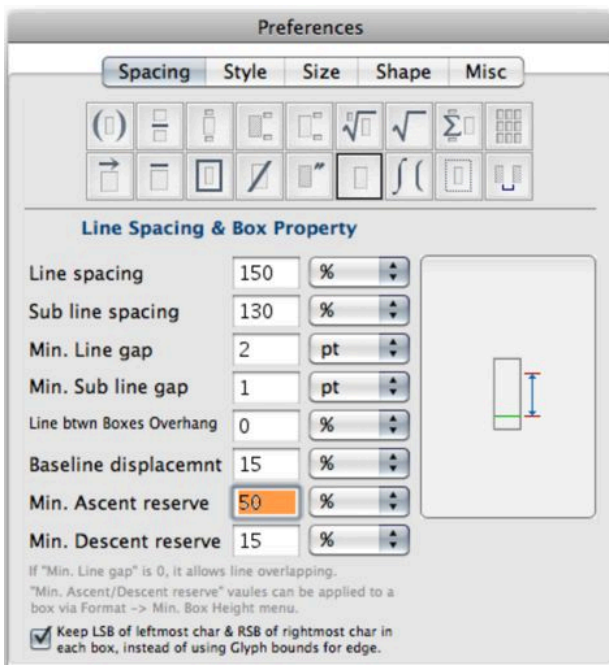 Preferences
Spacing Style Size Shape Misc
Line Spacing & Box Property
Line spacing 150 %
Sub line spacing 130 %
Min. Line gap 2 pt
Min. Sub line gap 1 pt
Line btwn Boxes Overhang 0 %
Baseline displacemnt 15 %
Min. Ascent reserve 50 %
Min. Descent reserve 15 %
If "Min. Line gap" is 0, it allows line overlapping.
"Min. Ascent/Descent reserve" vaules can be applied to a
box via Format -> Min. Box Height menu.
Keep LSB of leftmost char & RSB of rightmost char in
each box, instead of using Glyph bounds for edge.